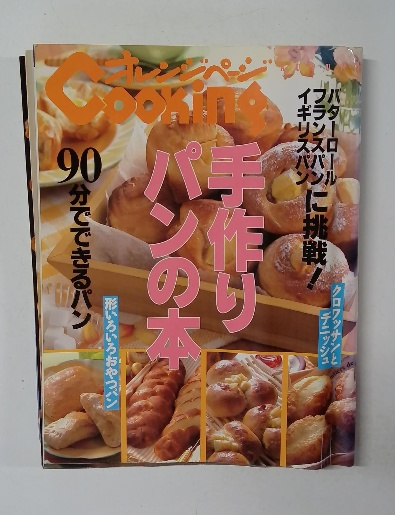 オレンジページ
Cooking
バターロール
フランスパン
イギリスパン
に挑戦!
手作り
パンの本
90分でできるパン
クロワッサンと
デニッシュ
形いろいろおやつパン